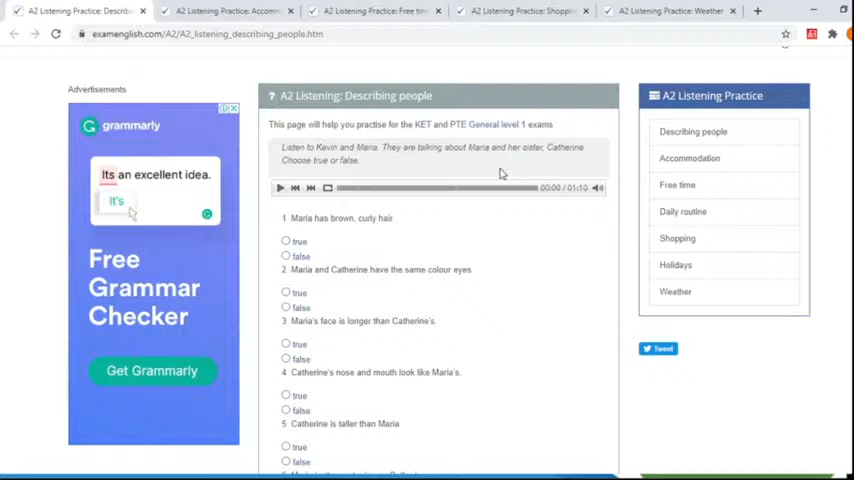 A2 Listening Practice: Describi
A2 Listening Practice: Accomm
A2 Listening Practice: Free time
A2 Listening Practice: Shoppin
A2 Listening Practice: Weather
examenglish.com/A2/A2_listening_describing_people.htm
Advertisements
grammarly
Its an excellent idea.
It's
Free
Grammar
Checker
Get Grammarly
? A2 Listening: Describing people
This page will help you practise for the KET and PTE General level 1 exams
Listen to Kevin and Maria. They are talking about Maria and her sister, Catherine
Choose true or false.
00:00 / 01:10
1 Maria has brown, curly hair.
true
false
2 Maria and Catherine have the same colour eyes
true
false
3 Maria's face is longer than Catherine's.
true
false
4 Catherine's nose and mouth look like Maria's.
true
false
5 Catherine is taller than Maria
true
false
A2 Listening Practice
Describing people
Accommodation
Free time
Daily routine
Shopping
Holidays
Weather
Tweet